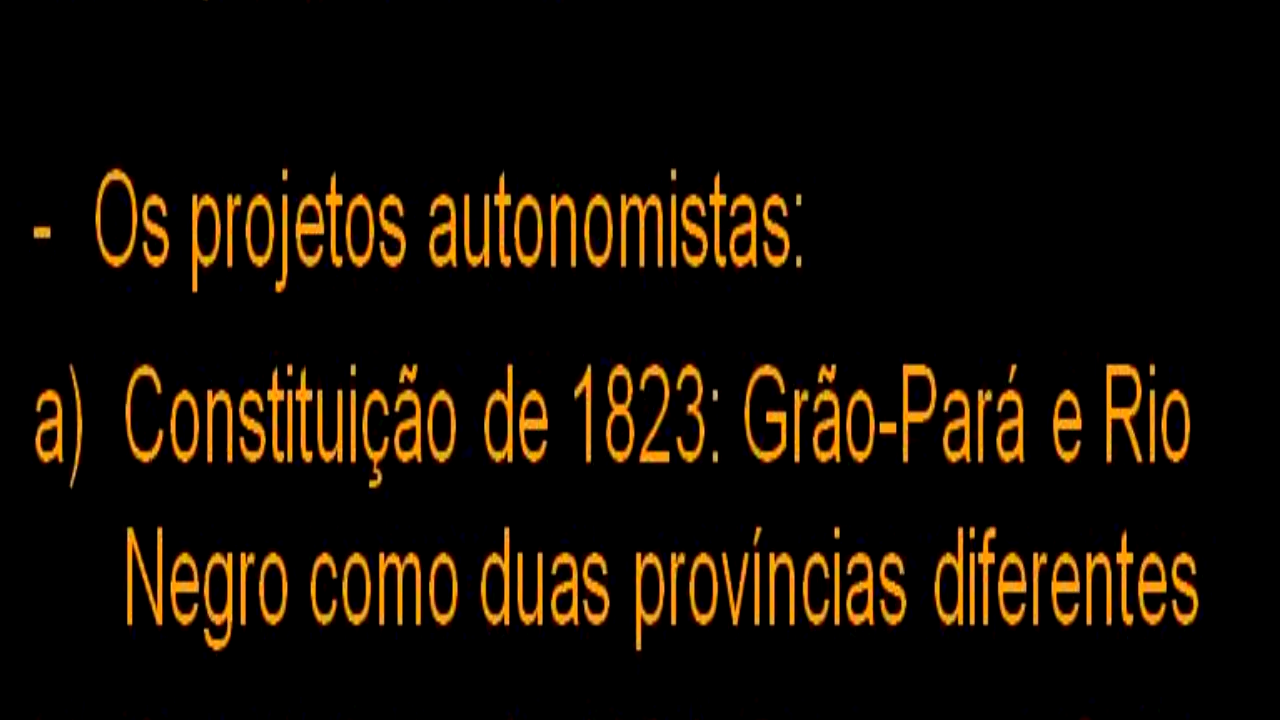 - Os projetos autonomistas:
a) Constituição de 1823: Grão-Pará e Rio
Negro como duas províncias diferentes